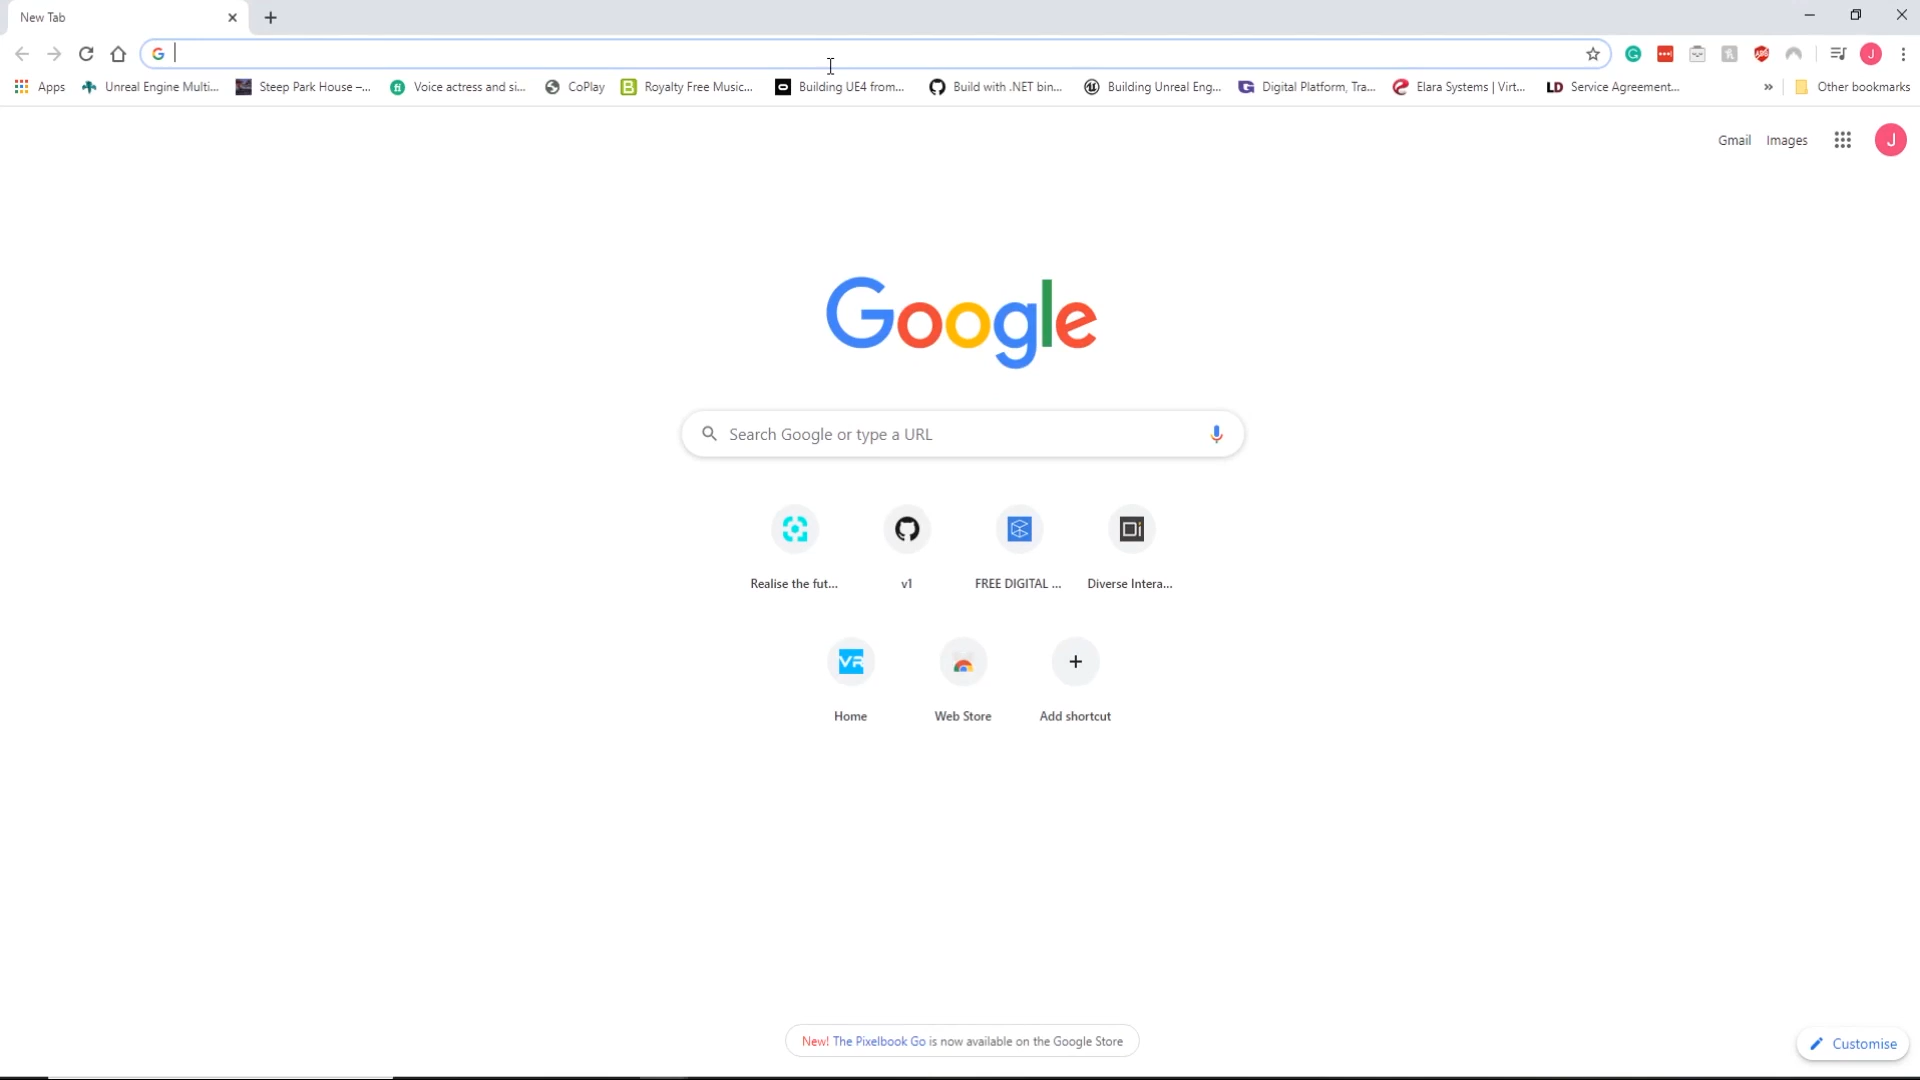 New Tab
Apps
Unreal Engine Multi...
Steep Park House –...
Voice actress and si...
CoPlay
Royalty Free Music...
Building UE4 from...
Build with .NET bin...
Building Unreal Eng...
Digital Platform, Tra...
Elara Systems | Virt...
LD
Service Agreement...
»
Other bookmarks
Gmail
Images
J
Google
Search Google or type a URL
Realise the fut...
v1
FREE DIGITAL ...
Diverse Intera...
VR
Home
Web Store
Add shortcut
New! The Pixelbook Go is now available on the Google Store
Customise